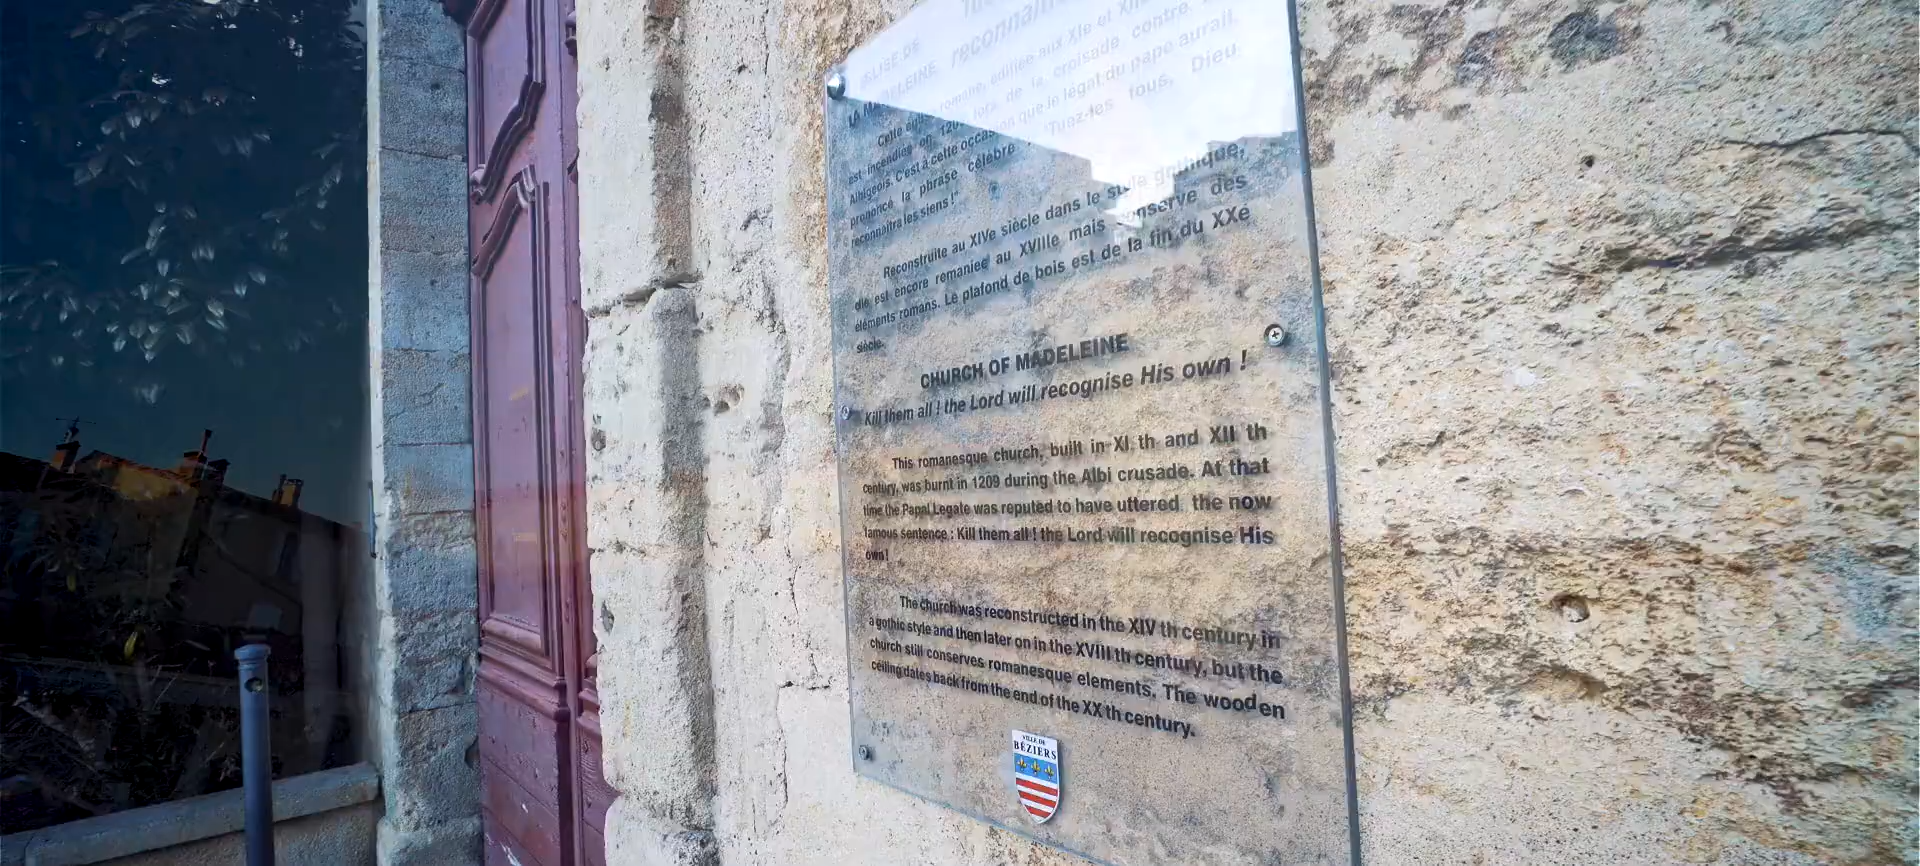 reconnaîtra
ÉGLISE DE
LA MADELEINE
Cette église romane, édifiée aux XIe et XIIe
est incendiée en 1209 lors de la croisade contre
Albigeois. C'est à cette occasion que le légat du pape aurait
prononcé la phrase célèbre : "Tuez-les tous, Dieu
reconnaîtra les siens !"
Reconstruite au XIVe siècle dans le style gothique,
elle est encore remaniée au XVIIIe mais conserve des
éléments romans. Le plafond de bois est de la fin du XXe
siècle.
CHURCH OF MADELEINE
Kill them all ! the Lord will recognise His own !
This romanesque church, built in XI th and XII th
century, was burnt in 1209 during the Albi crusade. At that
time the Papal Legate was reputed to have uttered the now
famous sentence : Kill them all ! the Lord will recognise His
own !
The church was reconstructed in the XIV th century in
a gothic style and then later on in the XVIII th century, but the
church still conserves romanesque elements. The wooden
ceiling dates back from the end of the XX th century.
VILLE DE
BÉZIERS